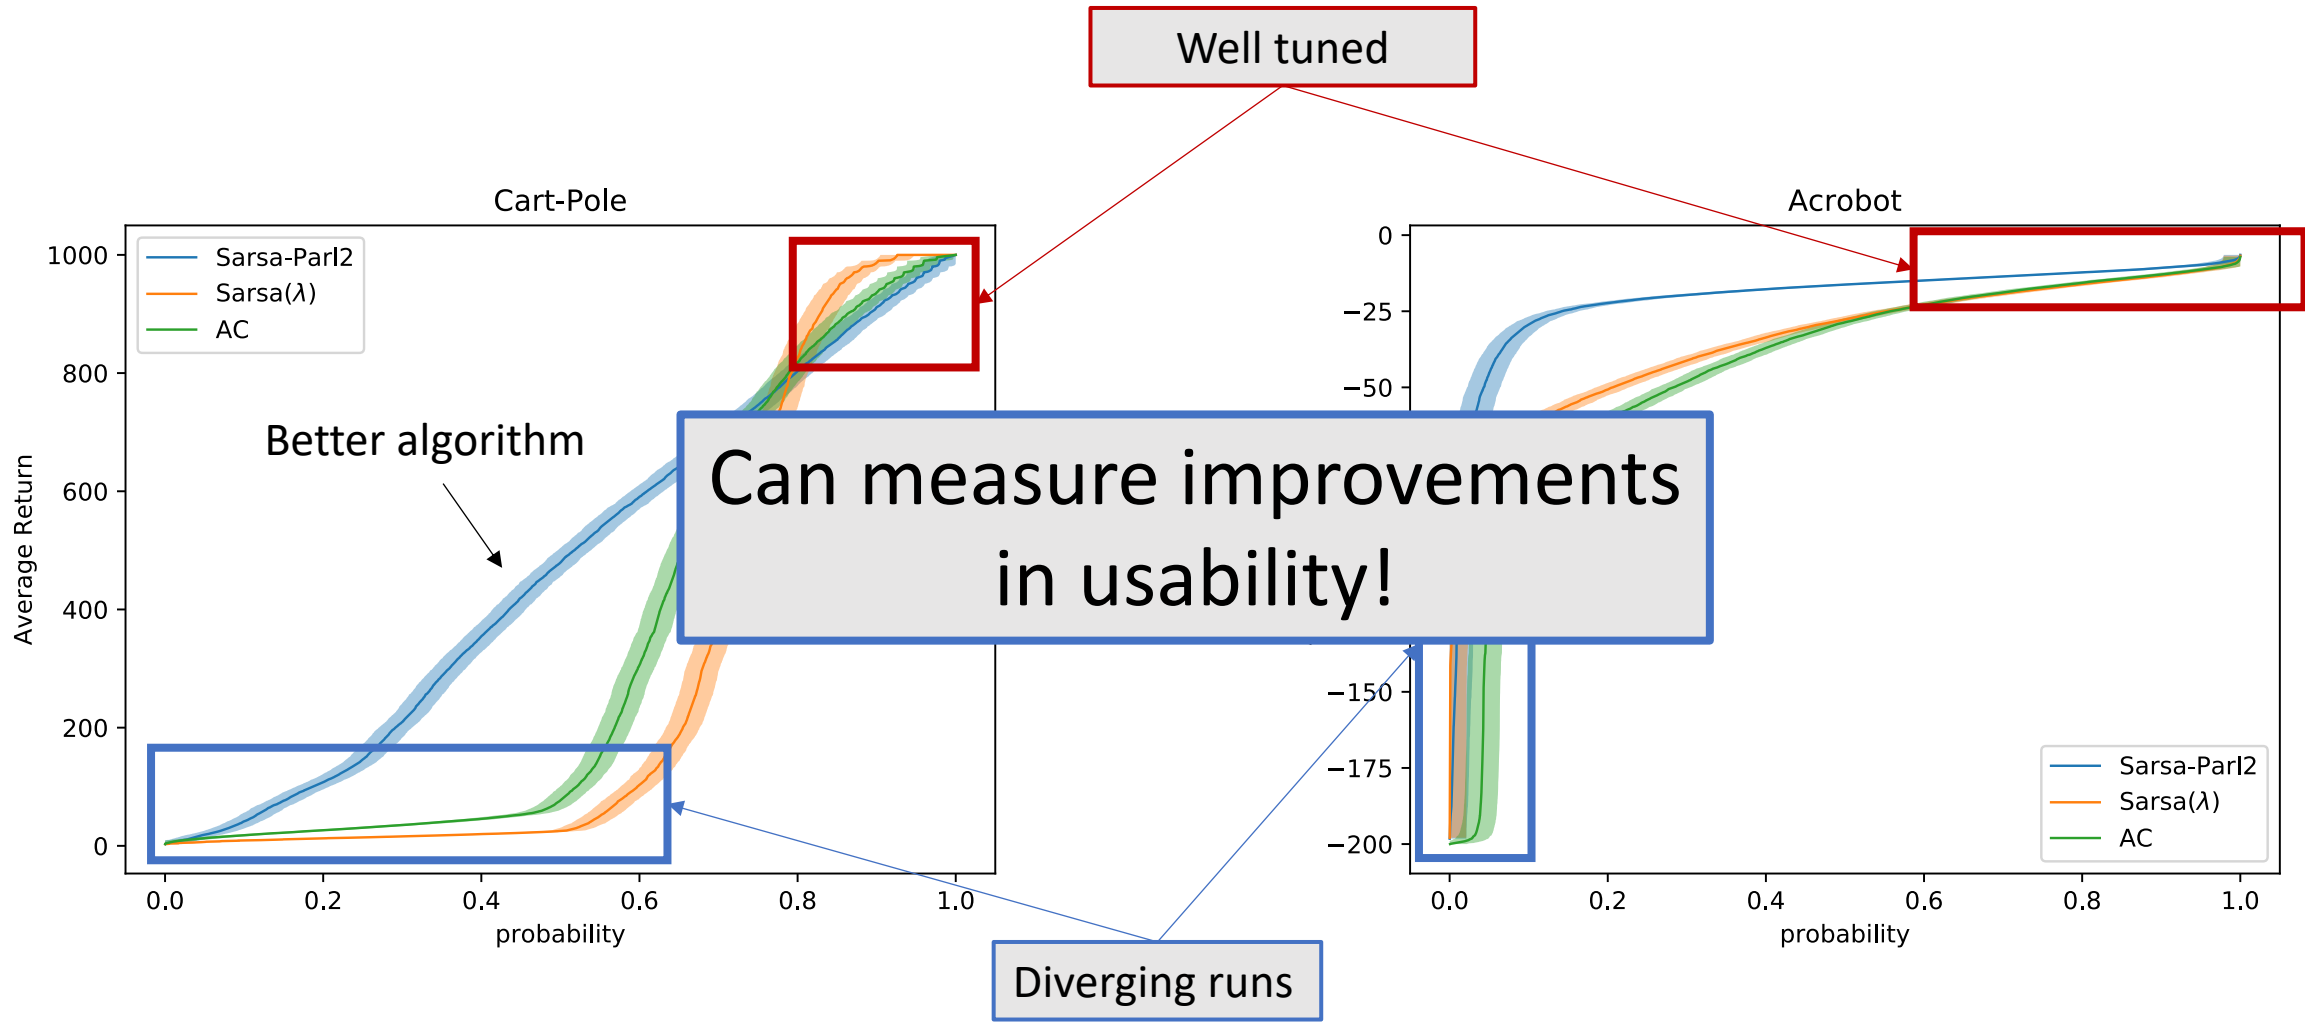 Well tuned
Cart-Pole
Acrobot
Sarsa-Parl2
Sarsa(λ)
AC
1000
800
600
400
200
0
Average Return
0.0 0.2 0.4 0.6 0.8 1.0
probability
Better algorithm
Can measure improvements
in usability!
0
−25
−50
−150
−175
−200
Sarsa-Parl2
Sarsa(λ)
AC
0.0 0.2 0.4 0.6 0.8 1.0
probability
Diverging runs